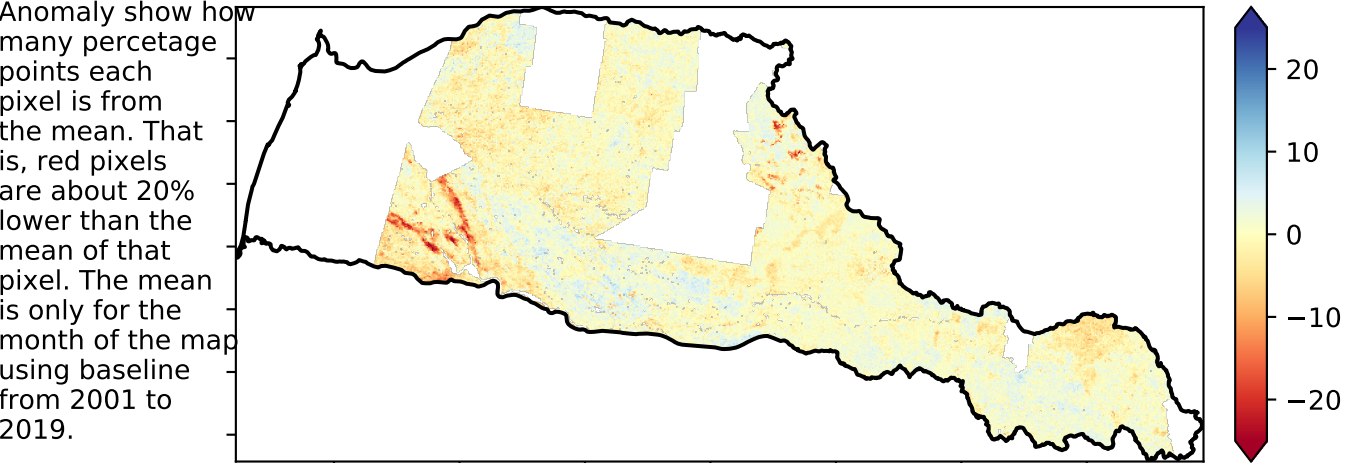 Anomaly show how
many percetage
points each
pixel is from
the mean. That
is, red pixels
are about 20%
lower than the
mean of that
pixel. The mean
is only for the
month of the map
using baseline
from 2001 to
2019.
20
10
0
−10
−20